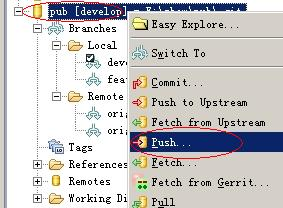 pub [develop
Branches
Local
deve
feat
Remote
orig
orig
Tags
References
Remotes
Working Di
Easy Explore...
Switch To
Commit...
Push to Upstream
Fetch from Upstream
Push...
Fetch...
Fetch from Gerrit...
Pull